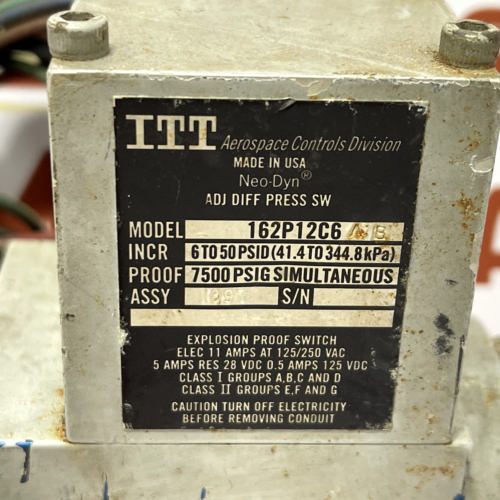 ITT Aerospace Controls Division
MADE IN USA
Neo-Dyn®
ADJ DIFF PRESS SW
MODEL 162P12C6
INCR 6 TO 50 PSID (41.4 TO 344.8 kPa)
PROOF 7500 PSIG SIMULTANEOUS
ASSY S/N
EXPLOSION PROOF SWITCH
ELEC 11 AMPS AT 125/250 VAC
5 AMPS RES 28 VDC 0.5 AMPS 125 VDC
CLASS I GROUPS A,B,C AND D
CLASS II GROUPS E,F AND G
CAUTION TURN OFF ELECTRICITY
BEFORE REMOVING CONDUIT